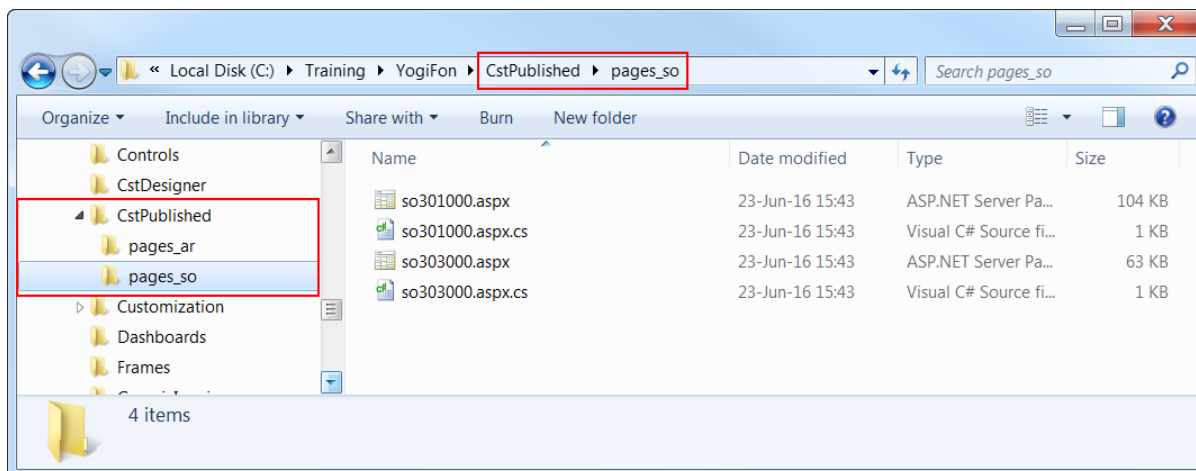 « Local Disk (C:) ▸ Training ▸ YogiFon ▸ CstPublished ▸ pages_so
Search pages_so
Organize Include in library Share with Burn New folder
Controls
CstDesigner
CstPublished
pages_ar
pages_so
Customization
Dashboards
Frames
Name Date modified Type Size
so301000.aspx 23-Jun-16 15:43 ASP.NET Server Pa... 104 KB
so301000.aspx.cs 23-Jun-16 15:43 Visual C# Source fi... 1 KB
so303000.aspx 23-Jun-16 15:43 ASP.NET Server Pa... 63 KB
so303000.aspx.cs 23-Jun-16 15:43 Visual C# Source fi... 1 KB
4 items